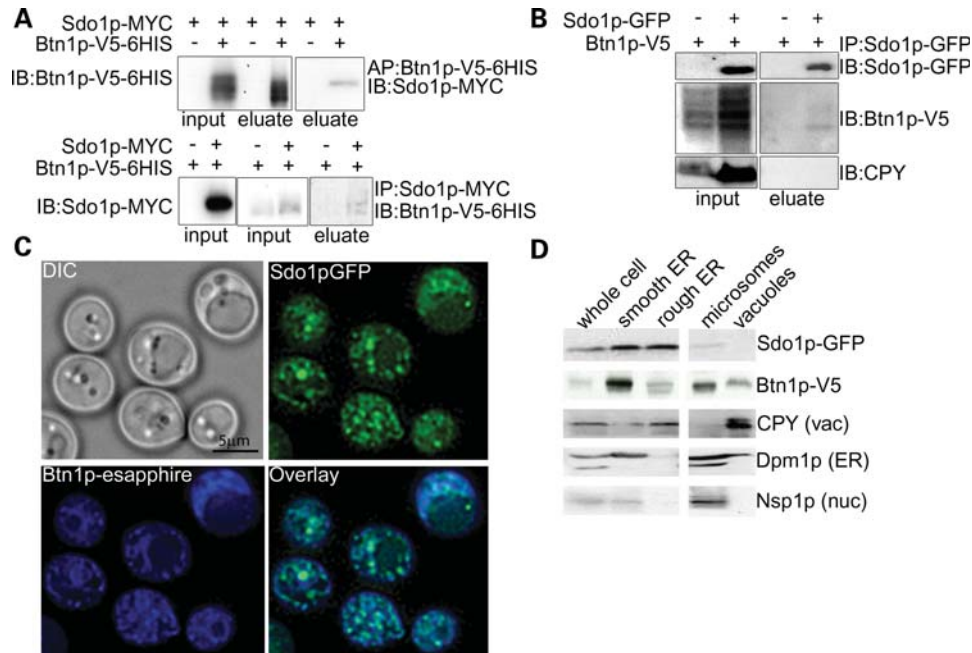 A
Sdo1p-MYC + + + + + +
Btn1p-V5-6HIS - + - + - +
IB:Btn1p-V5-6HIS
AP:Btn1p-V5-6HIS
IB:Sdo1p-MYC
input eluate eluate
Sdo1p-MYC - + - + - +
Btn1p-V5-6HIS + + + + + +
IB:Sdo1p-MYC
IP:Sdo1p-MYC
IB:Btn1p-V5-6HIS
input input eluate
B
Sdo1p-GFP - + - +
Btn1p-V5 + + + +
IP:Sdo1p-GFP
IB:Sdo1p-GFP
IB:Btn1p-V5
IB:CPY
input eluate
C
DIC
5µm
Sdo1pGFP
Btn1p-esapphire
Overlay
D
whole cell smooth ER rough ER microsomes vacuoles
Sdo1p-GFP
Btn1p-V5
CPY (vac)
Dpm1p (ER)
Nsp1p (nuc)